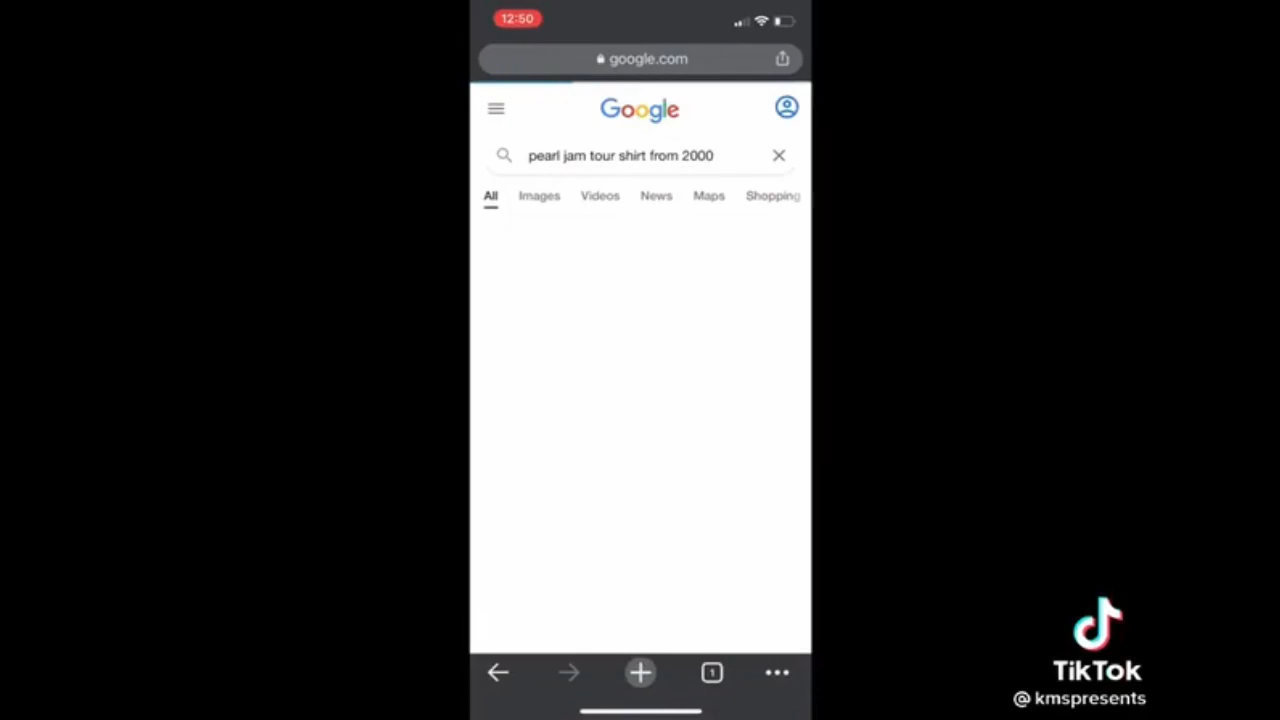 12:50
google.com
Google
pearl jam tour shirt from 2000
All Images Videos News Maps Shopping
1
TikTok
@kmspresents